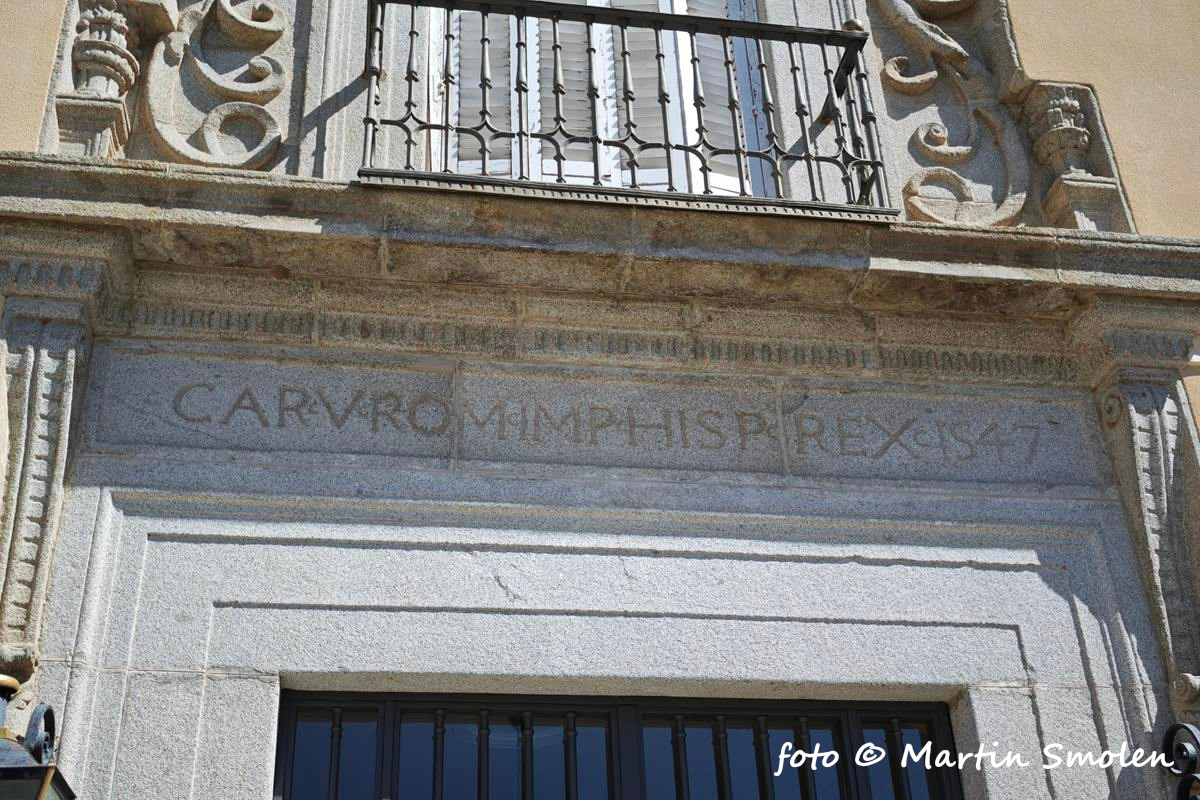 CAR·V·ROM·IMP·HISP·REX·1547
foto © Martin Smolen